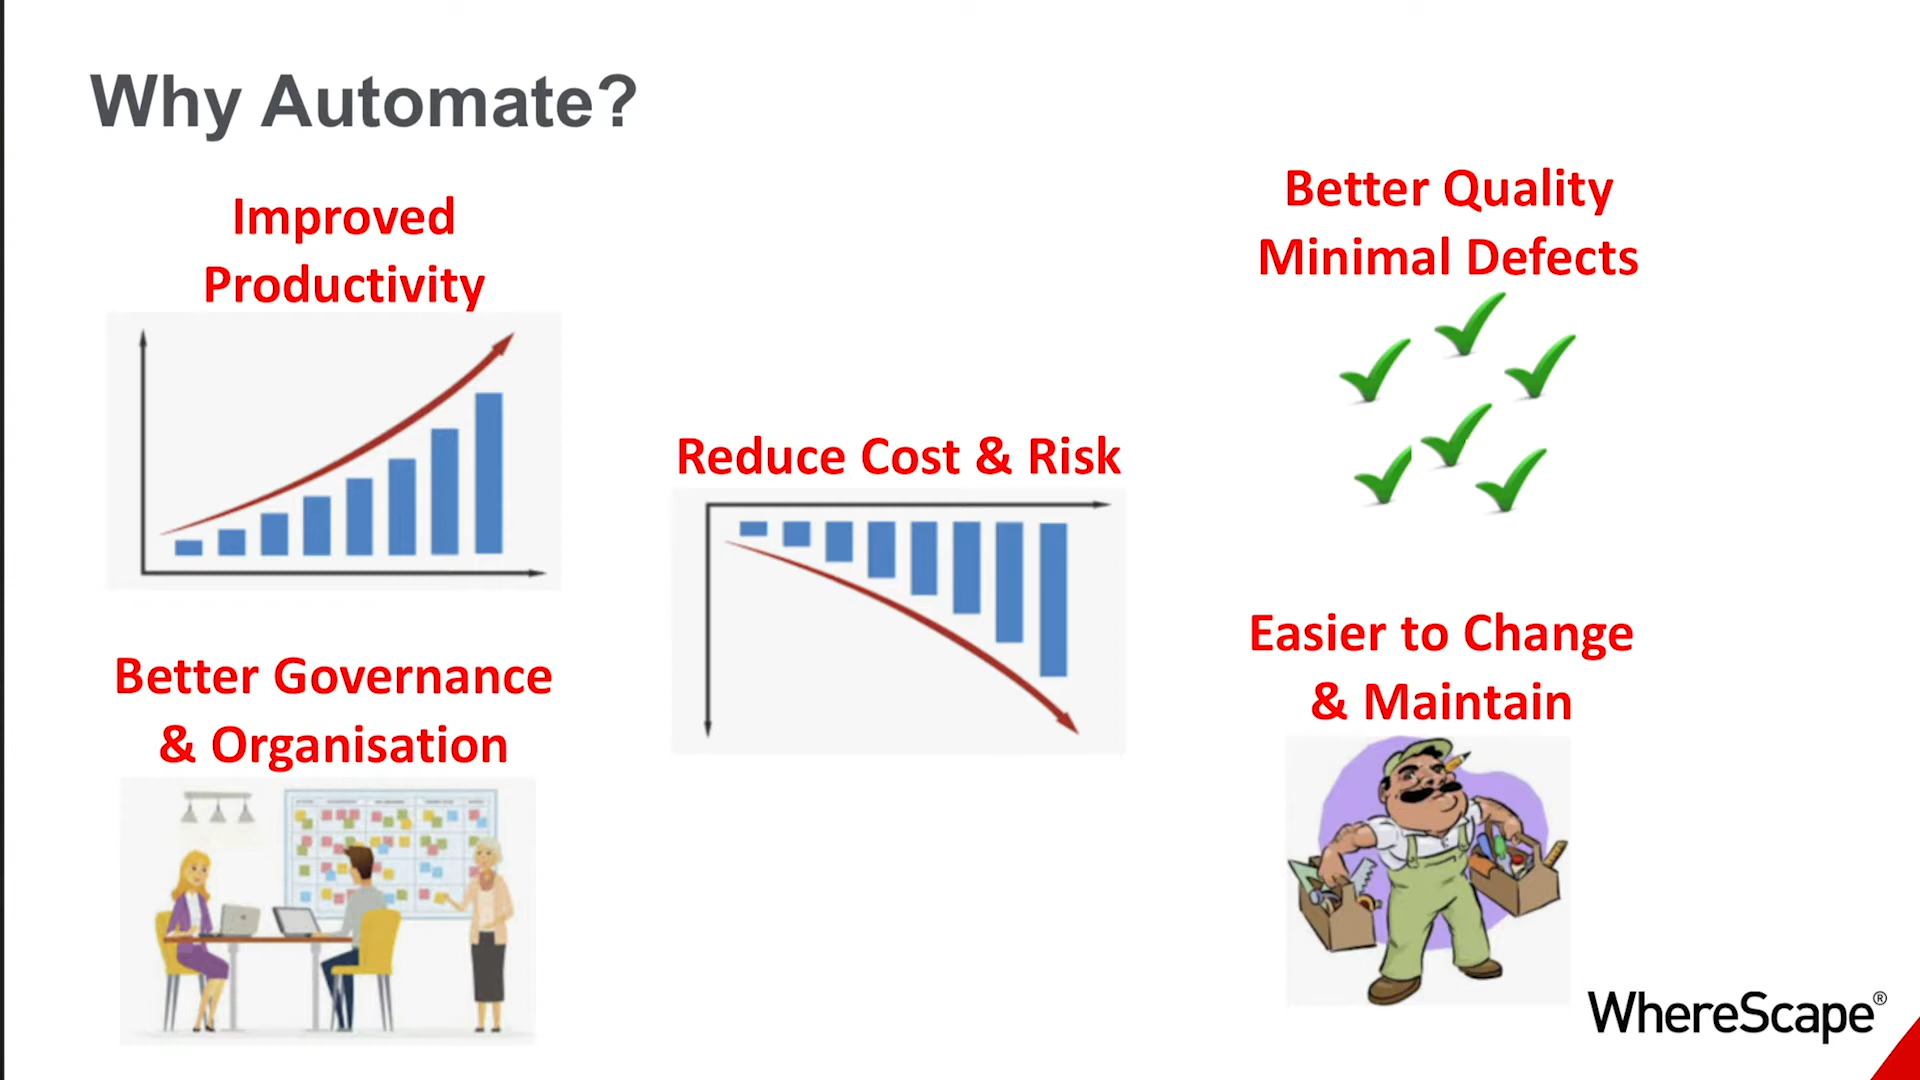 Why Automate?
Improved
Productivity
Better Quality
Minimal Defects
Reduce Cost & Risk
Better Governance
& Organisation
Easier to Change
& Maintain
WhereScape®